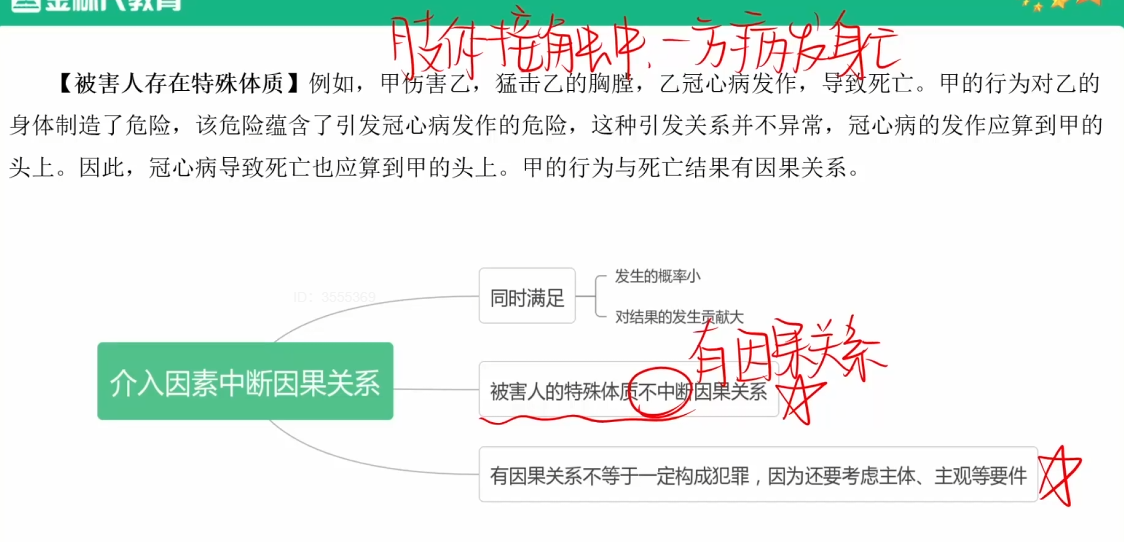 金标尺教育
肢体接触中、一方病发身亡
【被害人存在特殊体质】例如，甲伤害乙，猛击乙的胸膛，乙冠心病发作，导致死亡。甲的行为对乙的
身体制造了危险，该危险蕴含了引发冠心病发作的危险，这种引发关系并不异常，冠心病的发作应算到甲的
头上。因此，冠心病导致死亡也应算到甲的头上。甲的行为与死亡结果有因果关系。
发生的概率小
ID：3555369
同时满足
对结果的发生贡献大
有因果关系
介入因素中断因果关系
被害人的特殊体质不中断因果关系
有因果关系不等于一定构成犯罪，因为还要考虑主体、主观等要件